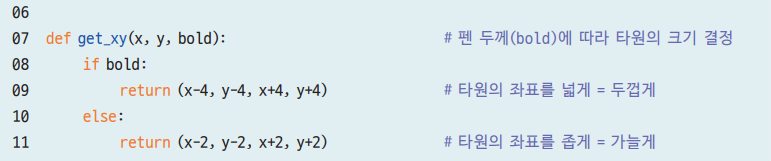 06
07 def get_xy(x, y, bold): # 펜 두께(bold)에 따라 타원의 크기 결정
08 if bold:
09 return (x-4, y-4, x+4, y+4) # 타원의 좌표를 넓게 = 두껍게
10 else:
11 return (x-2, y-2, x+2, y+2) # 타원의 좌표를 좁게 = 가늘게